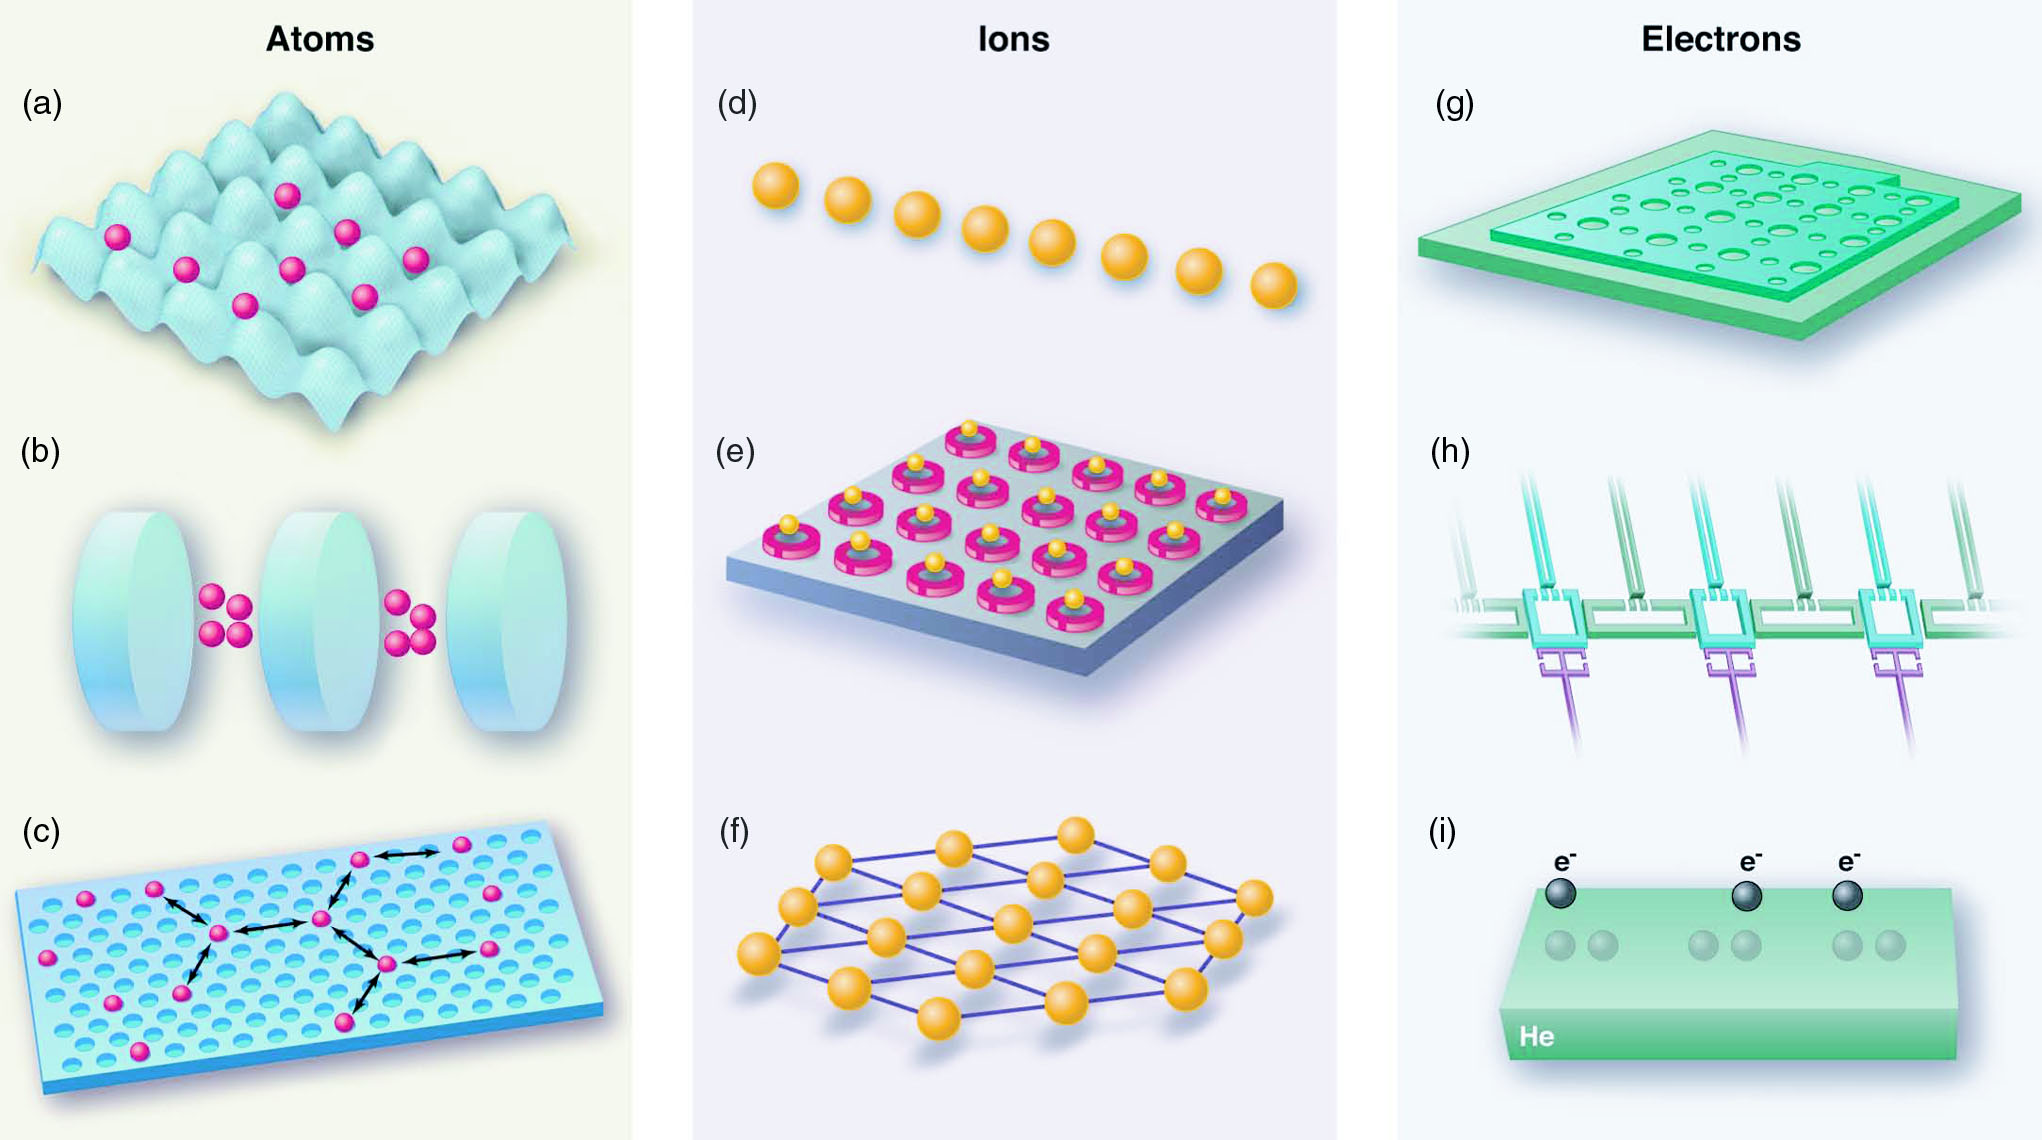 Atoms
(a)
(b)
(c)
Ions
(d)
(e)
(f)
Electrons
(g)
(h)
(i)
e- e- e-
He